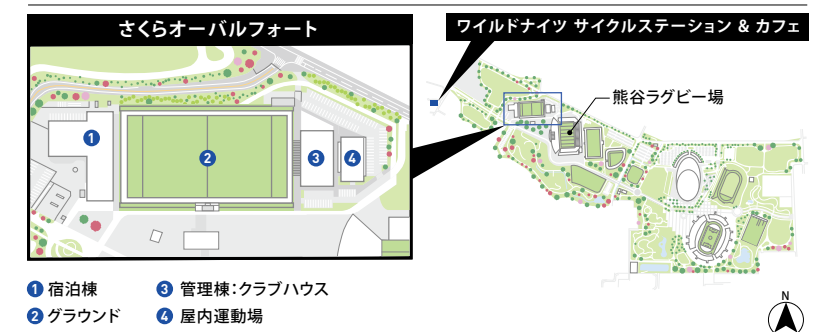 さくらオーバルフォート
ワイルドナイツ サイクルステーション & カフェ
熊谷ラグビー場
1
2
3
4
1 宿泊棟
3 管理棟:クラブハウス
2 グラウンド
4 屋内運動場
N